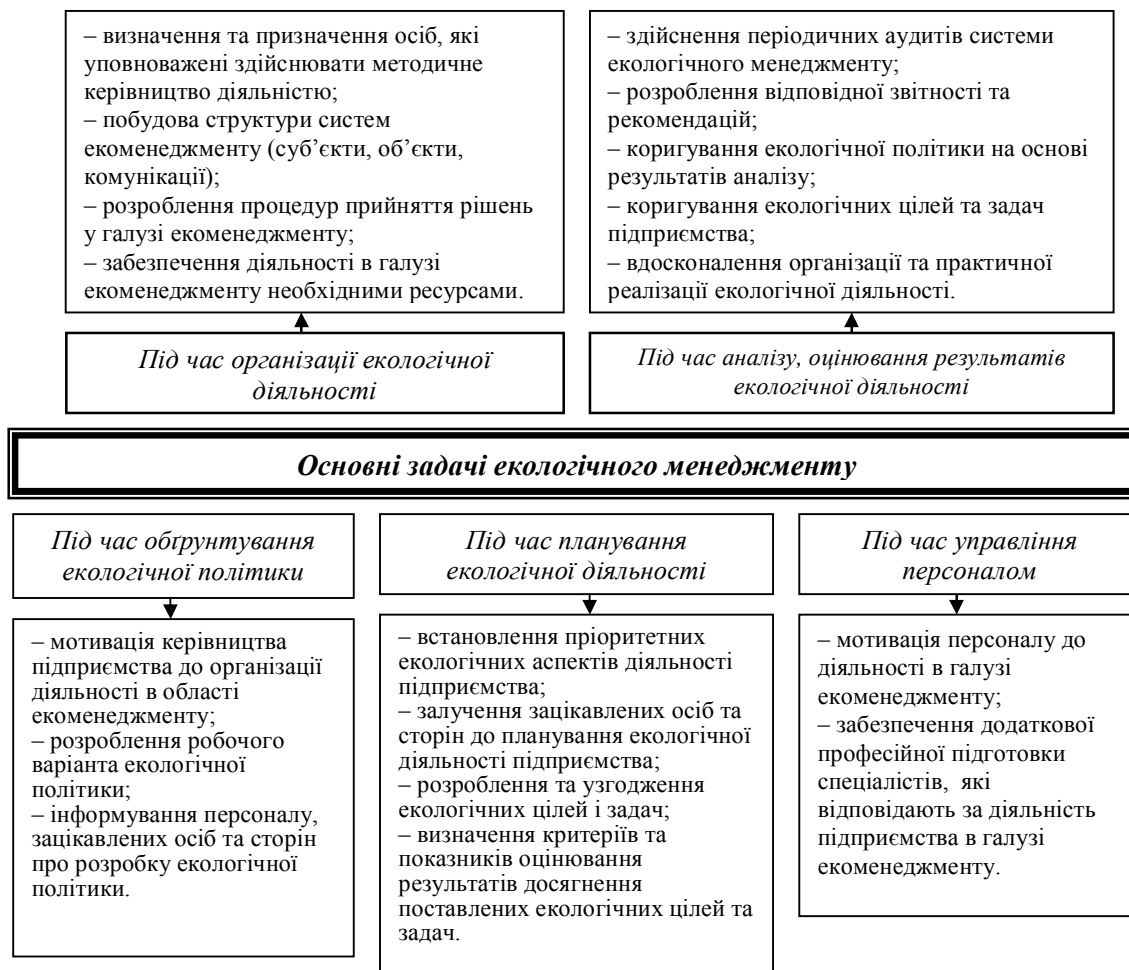 – визначення та призначення осіб, які
уповноважені здійснювати методичне
керівництво діяльністю;
– побудова структури систем
екоменеджменту (суб’єкти, об’єкти,
комунікації);
– розроблення процедур прийняття рішень
у галузі екоменеджменту;
– забезпечення діяльності в галузі
екоменеджменту необхідними ресурсами.
– здійснення періодичних аудитів системи
екологічного менеджменту;
– розроблення відповідної звітності та
рекомендацій;
– коригування екологічної політики на основі
результатів аналізу;
– коригування екологічних цілей та задач
підприємства;
– вдосконалення організації та практичної
реалізації екологічної діяльності.
Під час організації екологічної
діяльності
Під час аналізу, оцінювання результатів
екологічної діяльності
Основні задачі екологічного менеджменту
Під час обґрунтування
екологічної політики
Під час планування
екологічної діяльності
Під час управління
персоналом
– мотивація керівництва
підприємства до організації
діяльності в області
екоменеджменту;
– розроблення робочого
варіанта екологічної
політики;
– інформування персоналу,
зацікавлених осіб та сторін
про розробку екологічної
політики.
– встановлення пріоритетних
екологічних аспектів діяльності
підприємства;
– залучення зацікавлених осіб та
сторін до планування екологічної
діяльності підприємства;
– розроблення та узгодження
екологічних цілей і задач;
– визначення критеріїв та
показників оцінювання
результатів досягнення
поставлених екологічних цілей та
задач.
– мотивація персоналу до
діяльності в галузі
екоменеджменту;
– забезпечення додаткової
професійної підготовки
спеціалістів, які
відповідають за діяльність
підприємства в галузі
екоменеджменту.